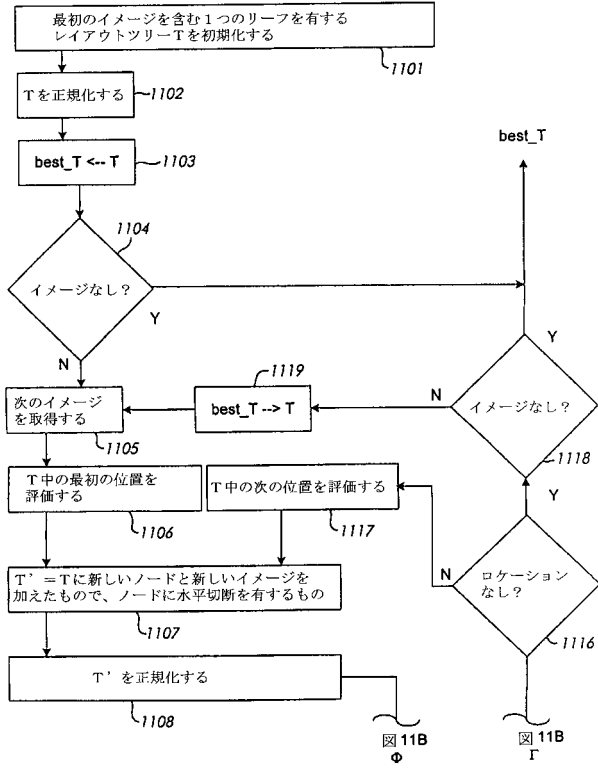 最初のイメージを含む1つのリーフを有する
レイアウトツリーTを初期化する
1101
Tを正規化する
1102
best_T <-- T
1103
best_T
1104
イメージなし?
Y
N
1119
best_T --> T
N
Y
イメージなし?
1118
次のイメージ
を取得する
1105
T中の最初の位置を
評価する
1106
T中の次の位置を評価する
1117
Y
N
ロケーション
なし?
1116
T'=Tに新しいノードと新しいイメージを
加えたもので、ノードに水平切断を有するもの
1107
T'を正規化する
1108
図 11B
Φ
図 11B
Γ